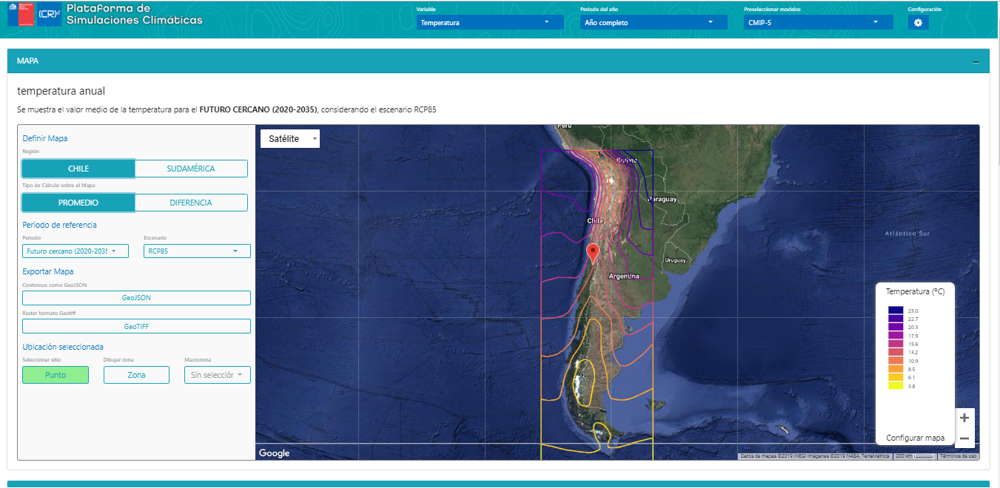 (CR)²
Plataforma de
Simulaciones Climáticas
Variable
Temperatura
Periodo del año
Año completo
Preseleccionar modelos
CMIP-5
Configuración
MAPA
temperatura anual
Se muestra el valor medio de la temperatura para el FUTURO CERCANO (2020-2035), considerando el escenario RCP85
Definir Mapa
Región
CHILE
SUDAMÉRICA
Tipo de Cálculo sobre el Mapa
PROMEDIO
DIFERENCIA
Periodo de referencia
Periodo
Escenario
Futuro cercano (2020-2035
RCP85
Exportar Mapa
Contornos como GeoJSON
GeoJSON
Raster formato Geotiff
GeoTIFF
Ubicación seleccionada
Seleccionar sitio
Dibujar zona
Macrozona
Punto
Zona
Sin selecciór
Satélite
Perú
Bolivia
Paraguay
Chile
Atlántico Sur
Uruguay
Argentina
Temperatura (ºC)
25.0
22.7
20.3
17.9
15.6
13.2
10.9
8.5
6.1
3.8
Configurar mapa
+
−
Google
Datos de mapas ©2019 INEGI Imágenes ©2019 NASA, TerraMetrics
200 km
Términos de uso